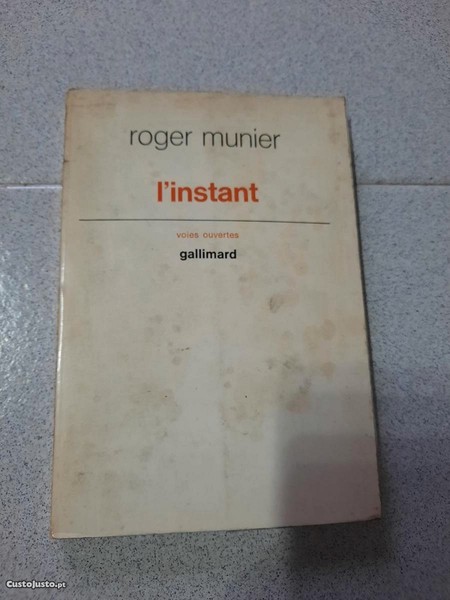 roger munier
l'instant
voies ouvertes
gallimard
CustoJusto.pt